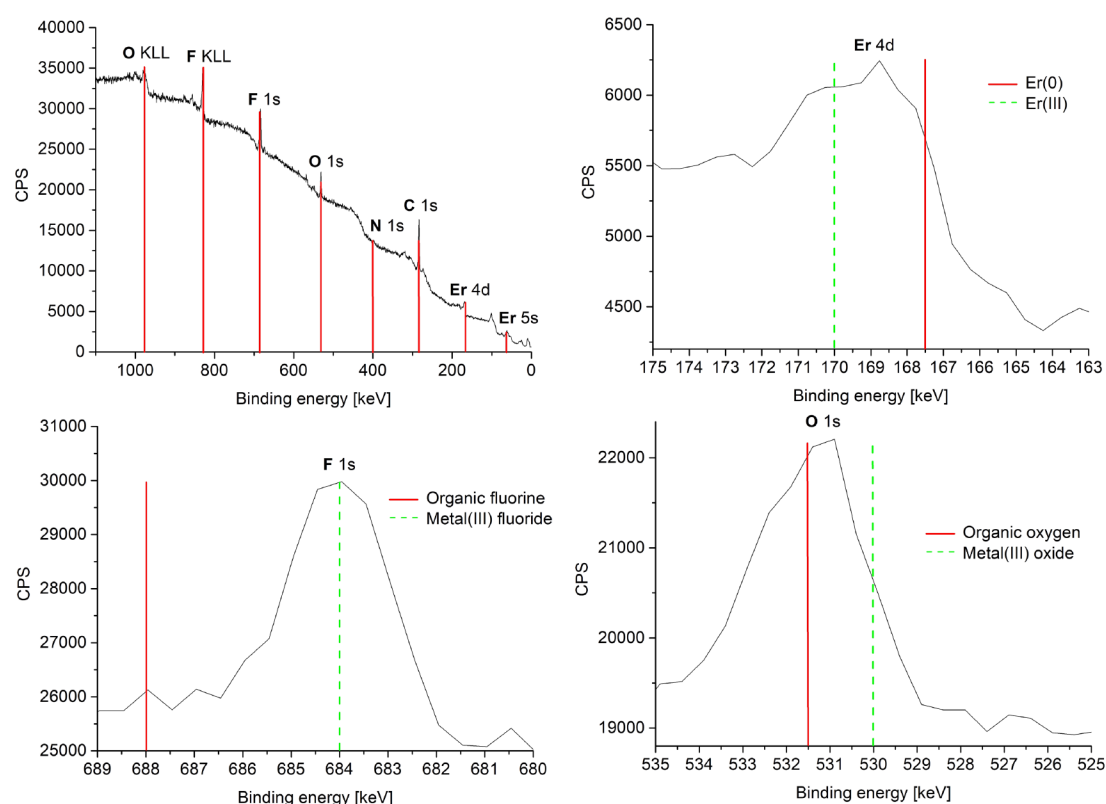 40000
35000
30000
25000
20000
15000
10000
5000
0
CPS
O KLL
F KLL
F 1s
O 1s
N 1s
C 1s
Er 4d
Er 5s
1000 800 600 400 200 0
Binding energy [keV]
6500
6000
5500
5000
4500
CPS
Er 4d
Er(0)
Er(III)
175 174 173 172 171 170 169 168 167 166 165 164 163
Binding energy [keV]
31000
30000
29000
28000
27000
26000
25000
CPS
F 1s
Organic fluorine
Metal(III) fluoride
689 688 687 686 685 684 683 682 681 680
Binding energy [keV]
22000
21000
20000
19000
CPS
O 1s
Organic oxygen
Metal(III) oxide
535 534 533 532 531 530 529 528 527 526 525
Binding energy [keV]